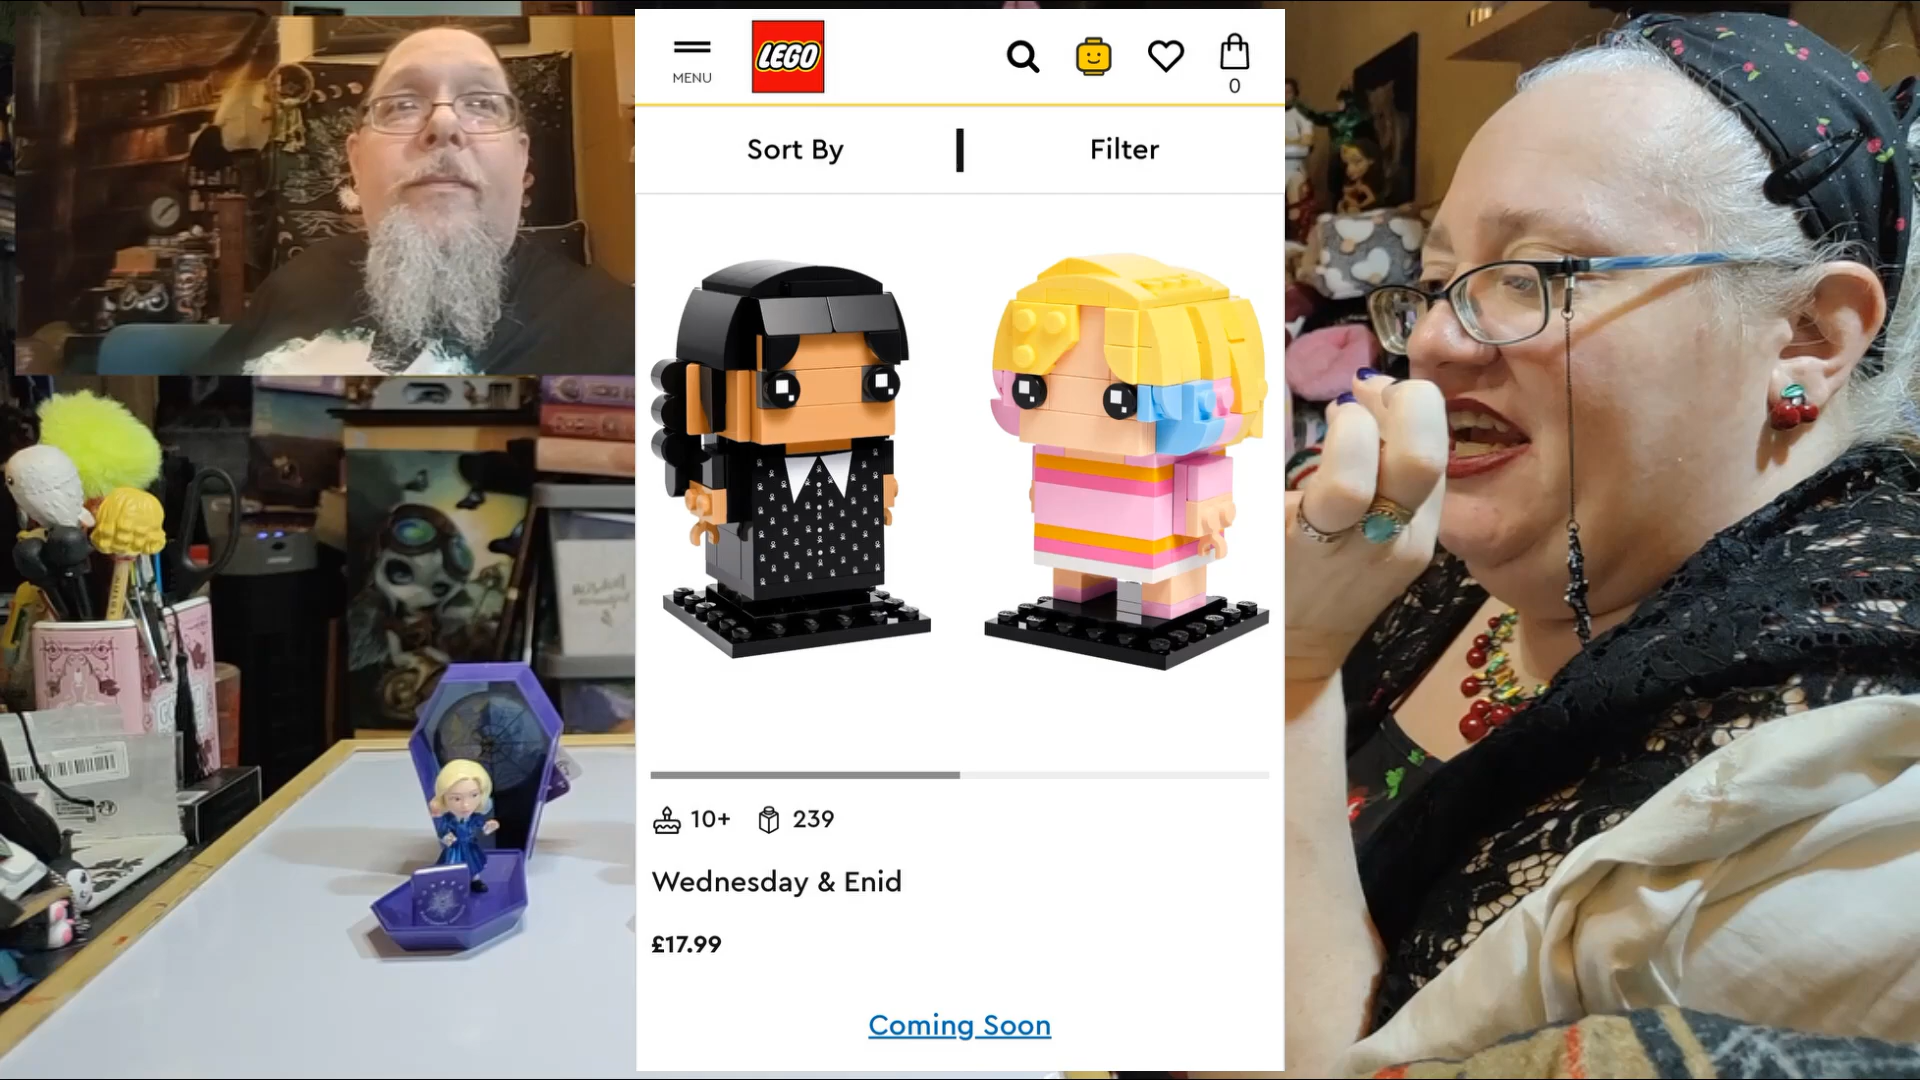 MENU
LEGO
0
Sort By
Filter
10+
239
Wednesday & Enid
£17.99
Coming Soon